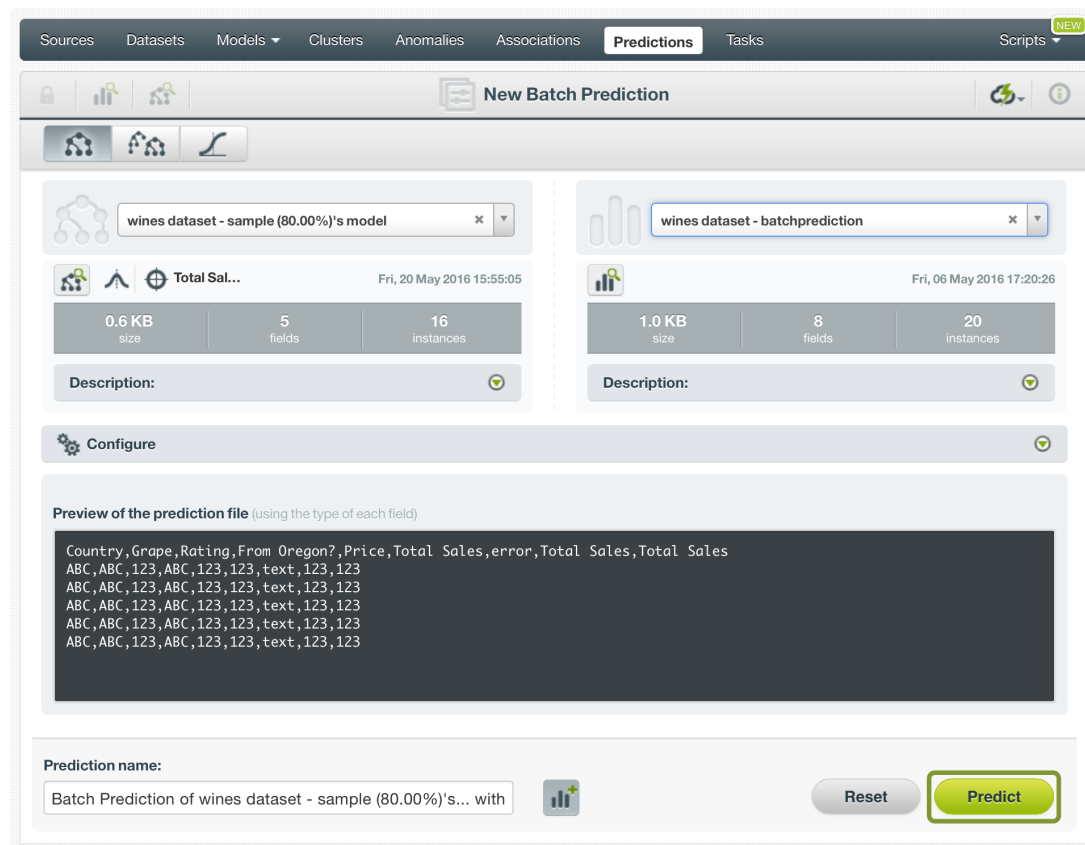 NEW
Sources Datasets Models Clusters Anomalies Associations Predictions Tasks Scripts
New Batch Prediction
wines dataset - sample (80.00%)'s model
wines dataset - batchprediction
Total Sal... Fri, 20 May 2016 15:55:05
Fri, 06 May 2016 17:20:26
0.6 KB 5 16
size fields instances
1.0 KB 8 20
size fields instances
Description:
Description:
Configure
Preview of the prediction file (using the type of each field)
Country,Grape,Rating,From Oregon?,Price,Total Sales,error,Total Sales,Total Sales
ABC,ABC,123,ABC,123,123,text,123,123
ABC,ABC,123,ABC,123,123,text,123,123
ABC,ABC,123,ABC,123,123,text,123,123
ABC,ABC,123,ABC,123,123,text,123,123
ABC,ABC,123,ABC,123,123,text,123,123
Prediction name:
Batch Prediction of wines dataset - sample (80.00%)'s... with
Reset Predict